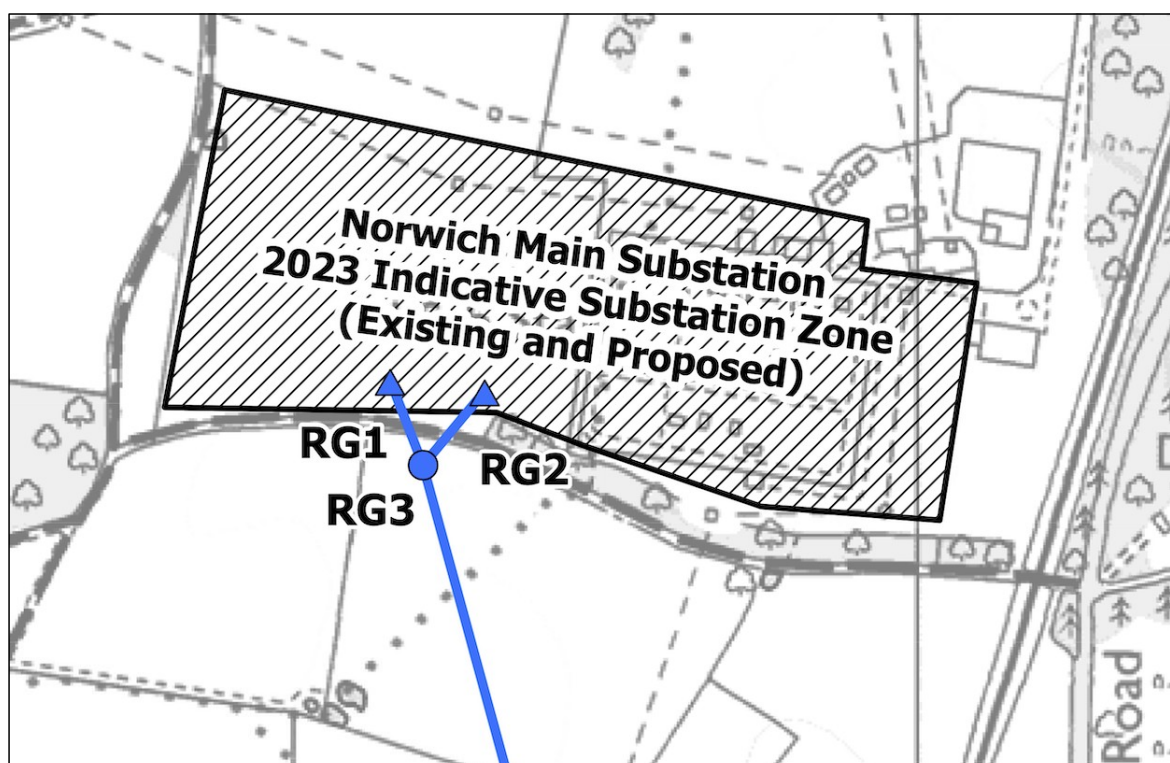 Norwich Main Substation
2023 Indicative Substation Zone
(Existing and Proposed)
RG1
RG2
RG3
Road